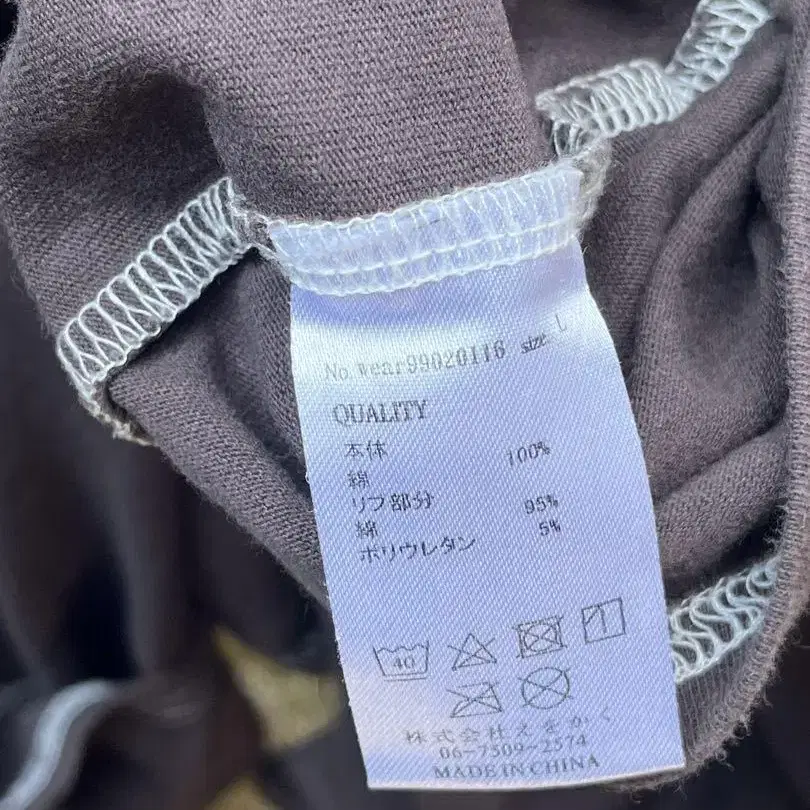 No. wear99020116 size: L
QUALITY
本体
綿 100%
リブ部分
綿 95%
ポリウレタン 5%
40
株式会社えをかく
06-7509-2574
MADE IN CHINA